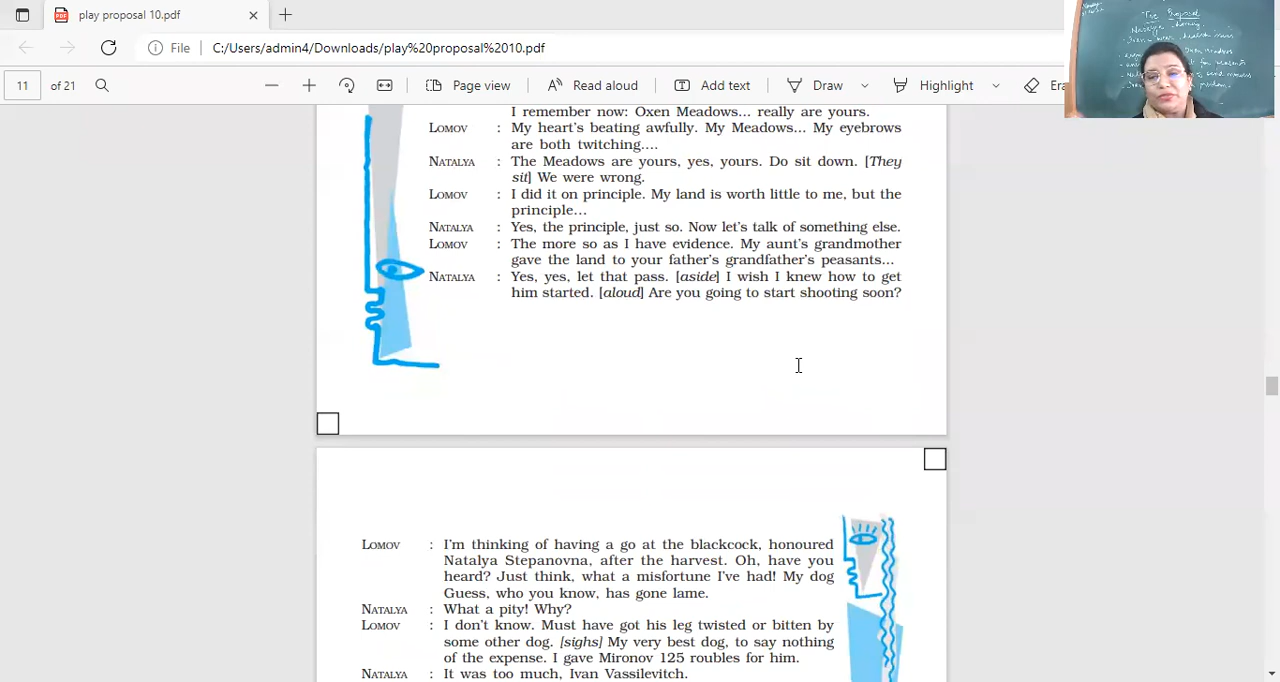 play proposal 10.pdf
File
C:/Users/admin4/Downloads/play%20proposal%2010.pdf
11 of 21
Page view
Read aloud
Add text
Draw
Highlight
The Proposal
Natalya
I remember now: Oxen Meadows... really are yours.
LOMOV : My heart's beating awfully. My Meadows... My eyebrows
are both twitching....
NATALYA : The Meadows are yours, yes, yours. Do sit down. [They
sit] We were wrong.
LOMOV : I did it on principle. My land is worth little to me, but the
principle...
NATALYA : Yes, the principle, just so. Now let's talk of something else.
LOMOV : The more so as I have evidence. My aunt's grandmother
gave the land to your father's grandfather's peasants...
NATALYA : Yes, yes, let that pass. [aside] I wish I knew how to get
him started. [aloud] Are you going to start shooting soon?
LOMOV : I'm thinking of having a go at the blackcock, honoured
Natalya Stepanovna, after the harvest. Oh, have you
heard? Just think, what a misfortune I've had! My dog
Guess, who you know, has gone lame.
NATALYA : What a pity! Why?
LOMOV : I don't know. Must have got his leg twisted or bitten by
some other dog. [sighs] My very best dog, to say nothing
of the expense. I gave Mironov 125 roubles for him.
NATALYA : It was too much, Ivan Vassilevitch.